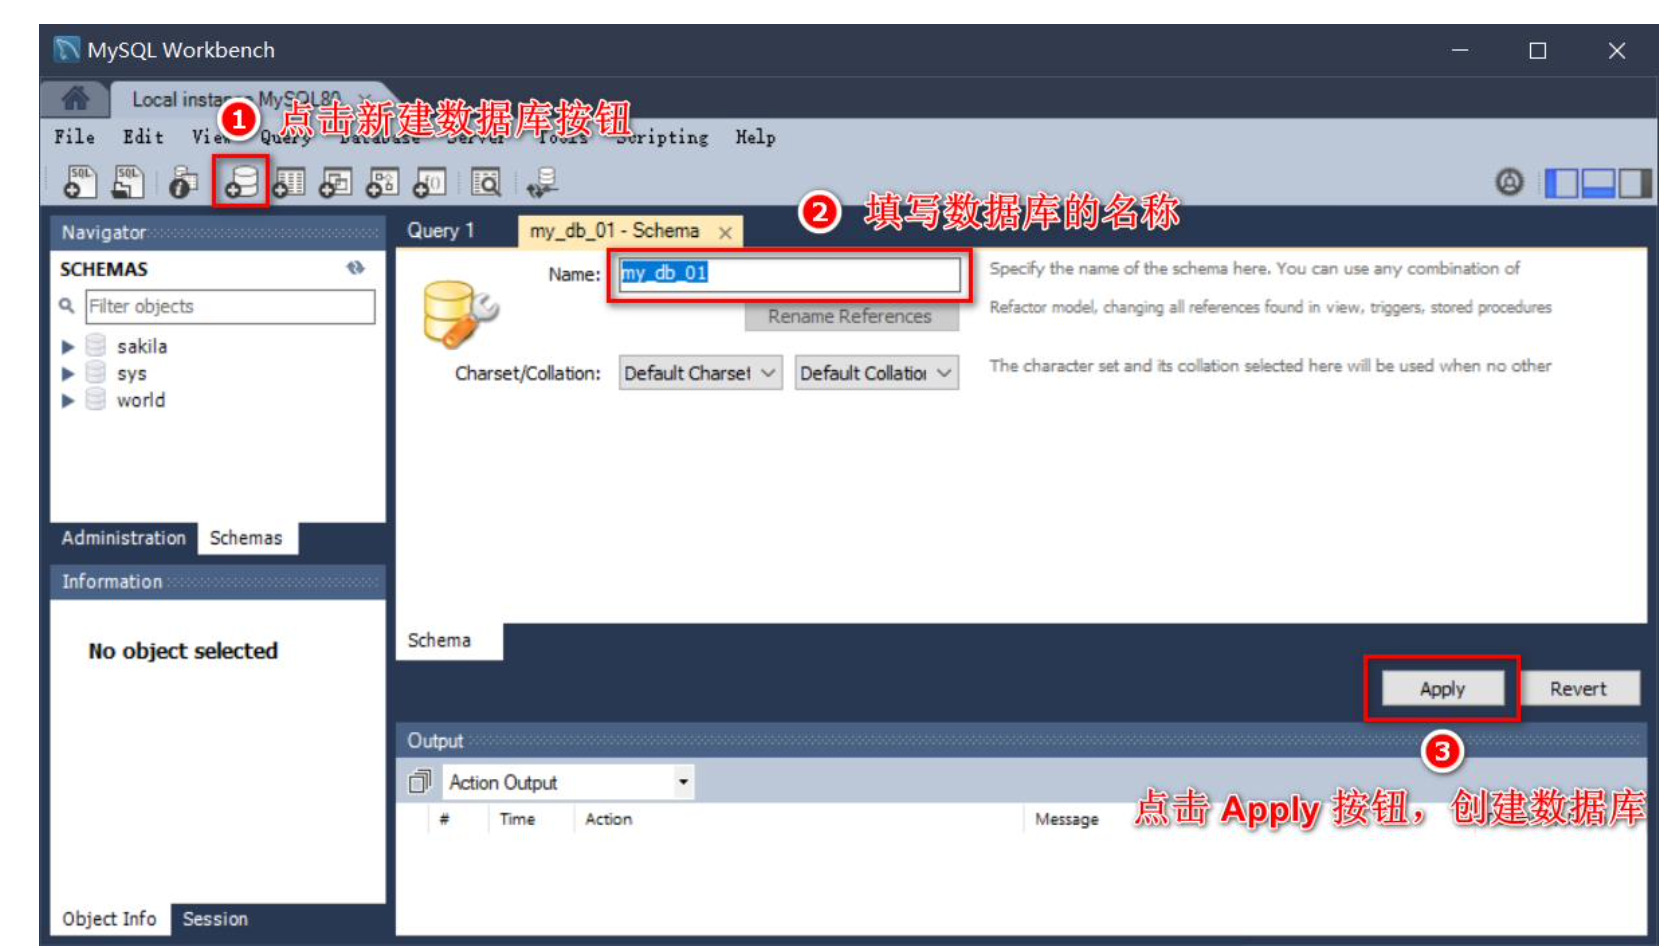 MySQL Workbench
Local instance MySQL80
1 点击新建数据库按钮
File Edit View Query Database Server Tools Scripting Help
2 填写数据库的名称
Navigator
Query 1 my_db_01 - Schema
SCHEMAS
Name: my_db_01
Specify the name of the schema here. You can use any combination of
Filter objects
Rename References
Refactor model, changing all references found in view, triggers, stored procedures
sakila
sys
world
Charset/Collation: Default Charset Default Collation
The character set and its collation selected here will be used when no other
Administration Schemas
Information
No object selected
Schema
Apply Revert
Output
3
Action Output
点击 Apply 按钮，创建数据库
# Time Action Message
Object Info Session